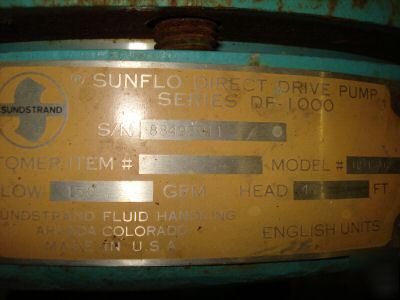 ® SUNFLO DIRECT DRIVE PUMP
SERIES DF-1000
SUNDSTRAND
S/N
TOMER ITEM # MODEL #
LOW 150 GPM HEAD FT
UNDSTRAND FLUID HANDLING
ARVADA COLORADO
MADE IN U.S.A. ENGLISH UNITS